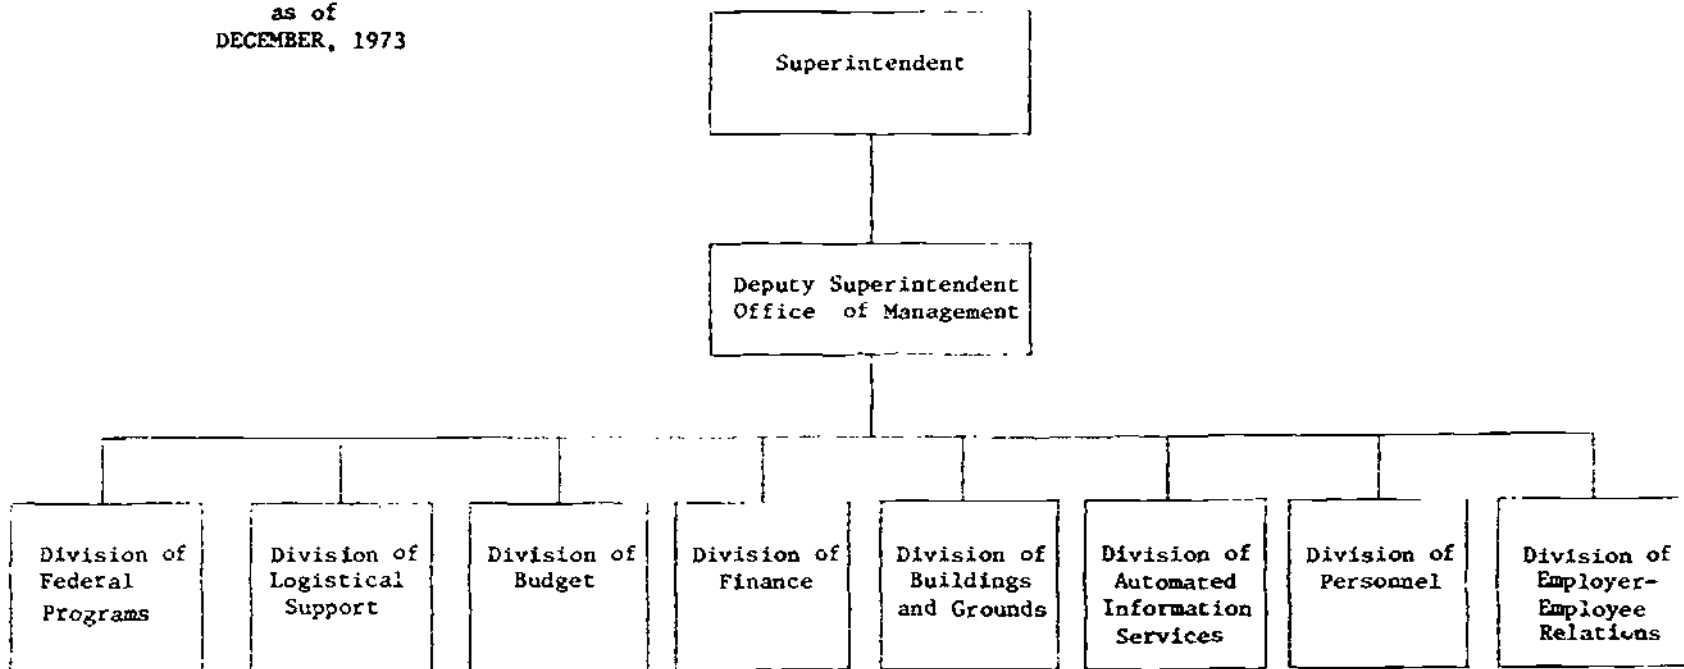 as of
DECEMBER, 1973
Superintendent
Deputy Superintendent
Office of Management
Division of
Federal
Programs
Division of
Logistical
Support
Division of
Budget
Division of
Finance
Division of
Buildings
and Grounds
Division of
Automated
Information
Services
Division of
Personnel
Division of
Employer-
Employee
Relations